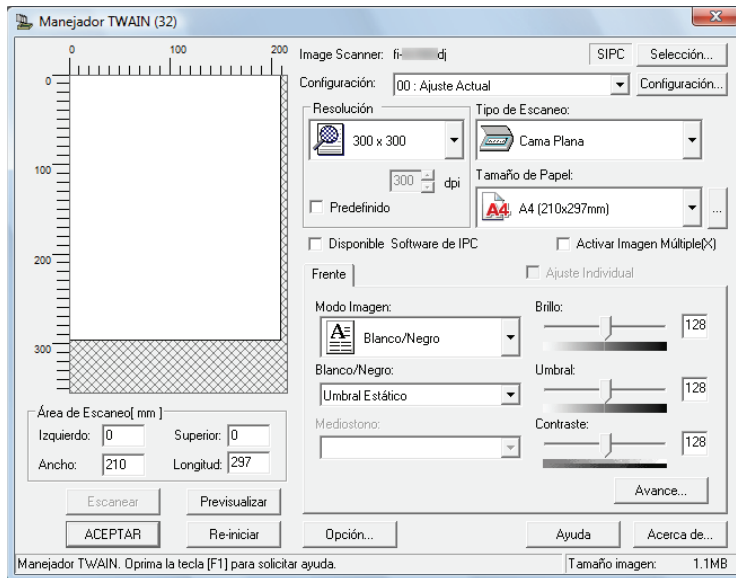 Manejador TWAIN (32)
0 100 200
0
100
200
300
Image Scanner: fi- dj
SIPC
Selección...
Configuración: 00 : Ajuste Actual
Configuración...
Resolución
300 x 300
300 dpi
Predefinido
Tipo de Escaneo:
Cama Plana
Tamaño de Papel:
A4 A4 (210x297mm)
...
Disponible Software de IPC
Activar Imagen Múltiple(X)
Frente
Ajuste Individual
Modo Imagen:
A Blanco/Negro
Blanco/Negro:
Umbral Estático
Mediostono:
Brillo:
128
Umbral:
128
Contraste:
128
Avance...
Área de Escaneo[ mm ]
Izquierdo: 0 Superior: 0
Ancho: 210 Longitud: 297
Escanear Previsualizar
ACEPTAR Re-iniciar Opción... Ayuda Acerca de...
Manejador TWAIN. Oprima la tecla [F1] para solicitar ayuda. Tamaño imagen: 1.1MB